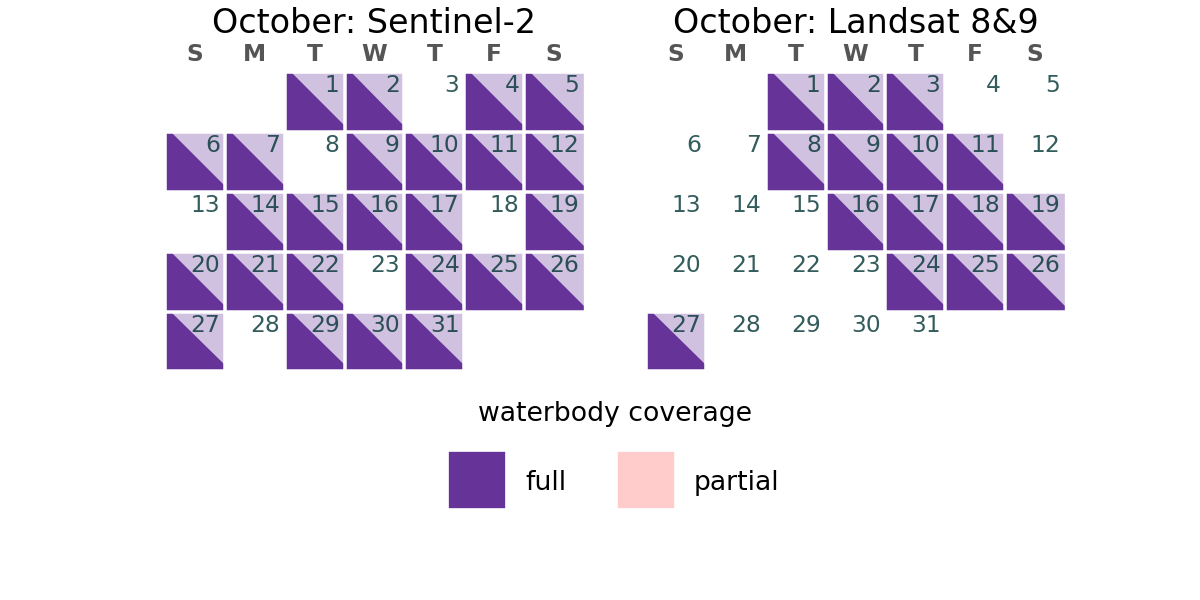 October: Sentinel-2
S M T W T F S
1 2 3 4 5
6 7 8 9 10 11 12
13 14 15 16 17 18 19
20 21 22 23 24 25 26
27 28 29 30 31
October: Landsat 8&9
S M T W T F S
1 2 3 4 5
6 7 8 9 10 11 12
13 14 15 16 17 18 19
20 21 22 23 24 25 26
27 28 29 30 31
waterbody coverage
full partial